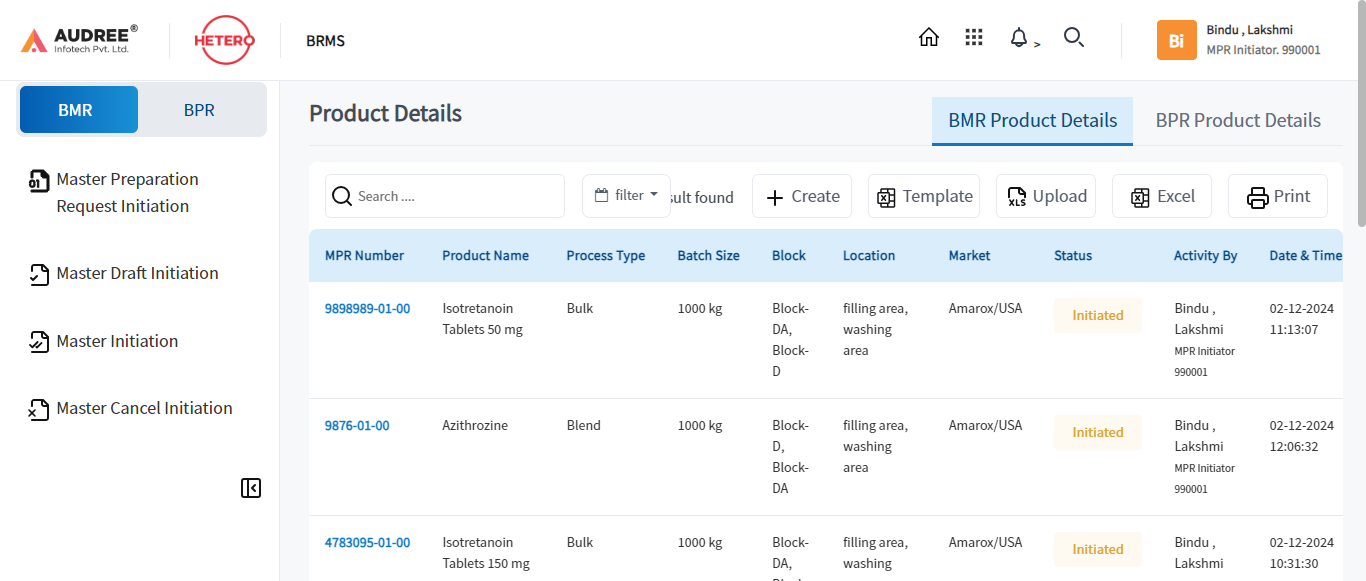 AUDREE®
Infotech Pvt. Ltd.
HETERO
BRMS
>
Bi
Bindu , Lakshmi
MPR Initiator. 990001
BMR
BPR
Master Preparation
Request Initiation
Master Draft Initiation
Master Initiation
Master Cancel Initiation
Product Details
BMR Product Details
BPR Product Details
Search ....
filter
sult found
Create
Template
XLS
Upload
Excel
Print
MPR Number Product Name Process Type Batch Size Block Location Market Status Activity By Date & Time
9898989-01-00 Isotretanoin Bulk 1000 kg Block- filling area, Amarox/USA Initiated Bindu , 02-12-2024
Tablets 50 mg DA, washing Lakshmi 11:13:07
Block- area MPR Initiator
D 990001
9876-01-00 Azithrozine Blend 1000 kg Block- filling area, Amarox/USA Initiated Bindu , 02-12-2024
D, washing Lakshmi 12:06:32
Block- area MPR Initiator
DA 990001
4783095-01-00 Isotretanoin Bulk 1000 kg Block- filling area, Amarox/USA Initiated Bindu , 02-12-2024
Tablets 150 mg DA, washing Lakshmi 10:31:30